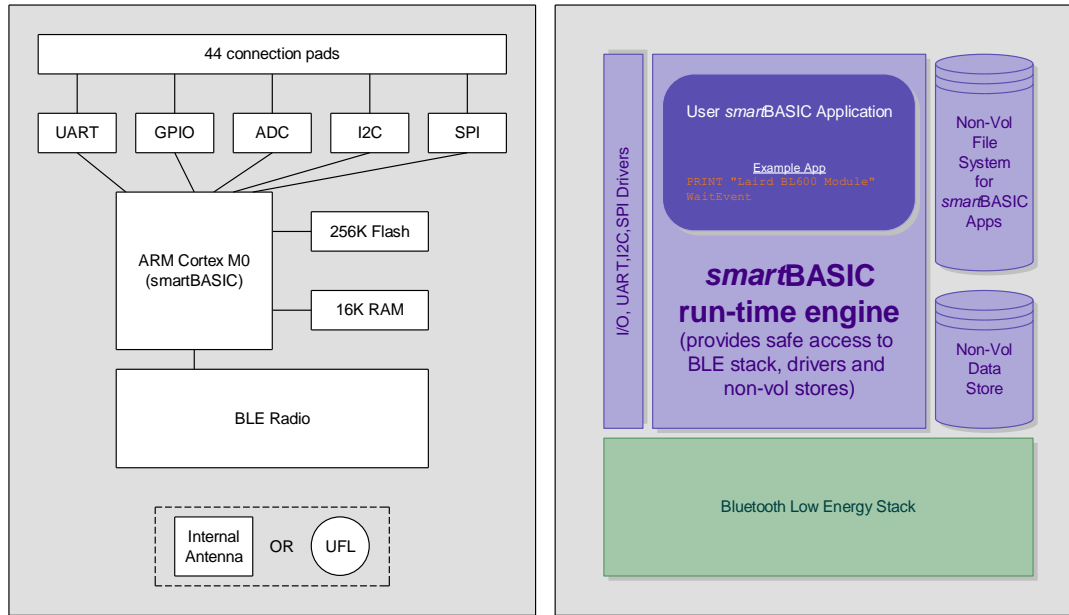 44 connection pads
UART
GPIO
ADC
I2C
SPI
ARM Cortex M0
(smartBASIC)
256K Flash
16K RAM
BLE Radio
Internal
Antenna
OR
UFL
I/O, UART,I2C,SPI Drivers
User smartBASIC Application
Example App
PRINT "Laird BL600 Module"
WaitEvent
smartBASIC
run-time engine
(provides safe access to
BLE stack, drivers and
non-vol stores)
Non-Vol
File
System
for
smartBASIC
Apps
Non-Vol
Data
Store
Bluetooth Low Energy Stack